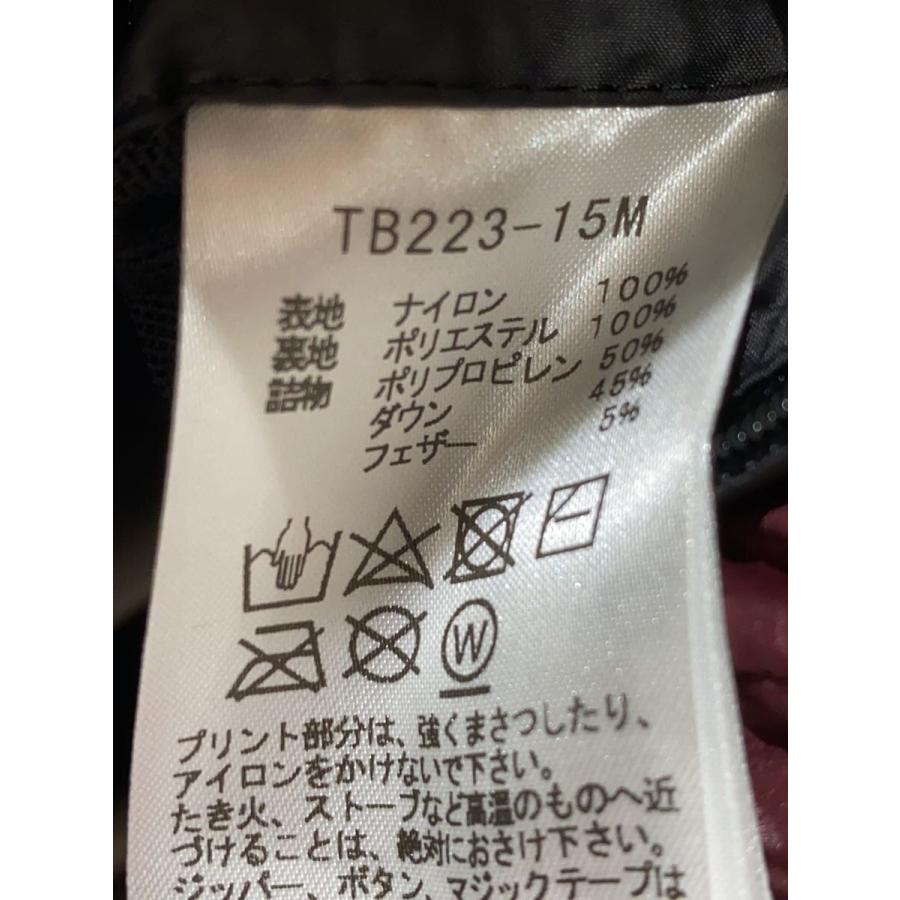 TB223-15M
表地 ナイロン 100%
裏地 ポリエステル 100%
詰物 ポリプロピレン 50%
ダウン 45%
フェザー 5%
W
プリント部分は、強くまさつしたり、
アイロンをかけないで下さい。
たき火、ストーブなど高温のものへ近
づけることは、絶対におさけ下さい。
ジッパー、ボタン、マジックテープは